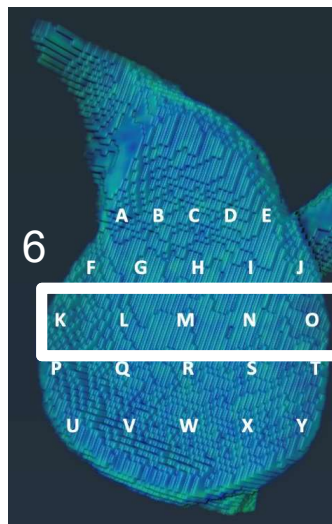 A B C D E
6
F G H I J
K L M N O
P Q R S T
U V W X Y